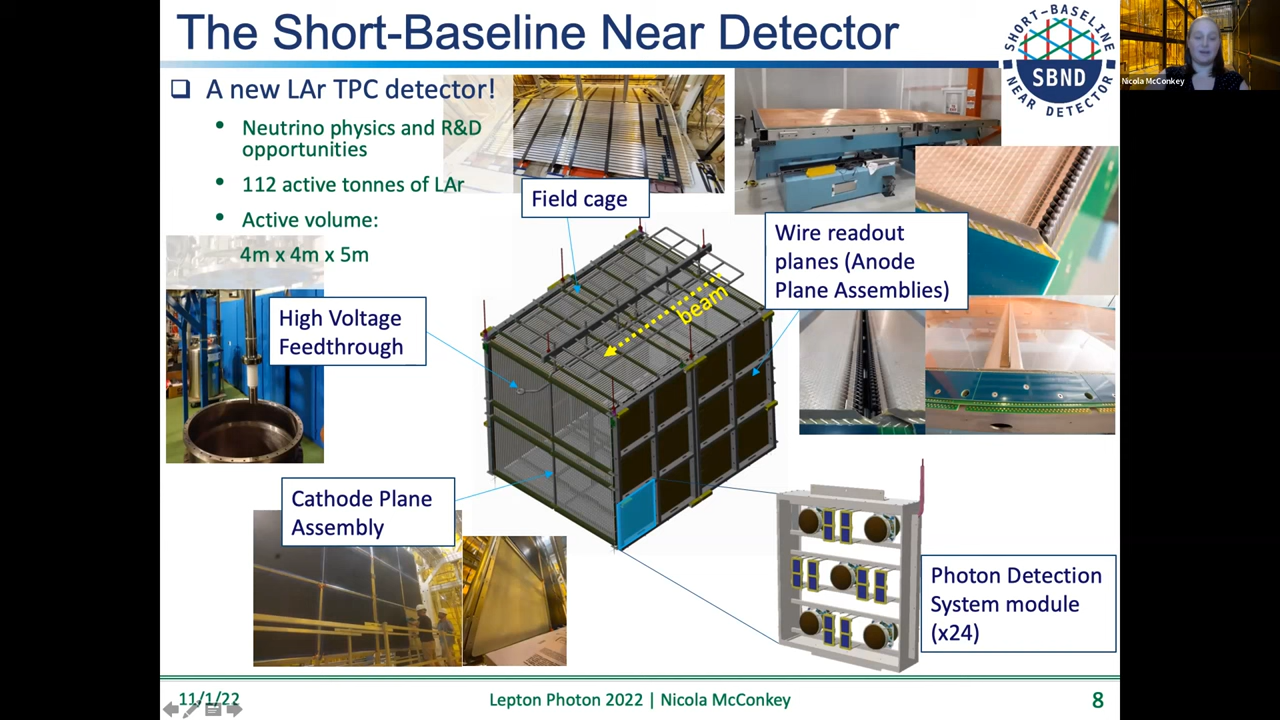 The Short-Baseline Near Detector
SHORT-BASELINE
SBND
NEAR DETECTOR
Nicola McConkey
A new LAr TPC detector!
Neutrino physics and R&D
opportunities
112 active tonnes of LAr
Active volume:
4m x 4m x 5m
Field cage
Wire readout
planes (Anode
Plane Assemblies)
beam
High Voltage
Feedthrough
Cathode Plane
Assembly
Photon Detection
System module
(x24)
11/1/22
Lepton Photon 2022 | Nicola McConkey
8